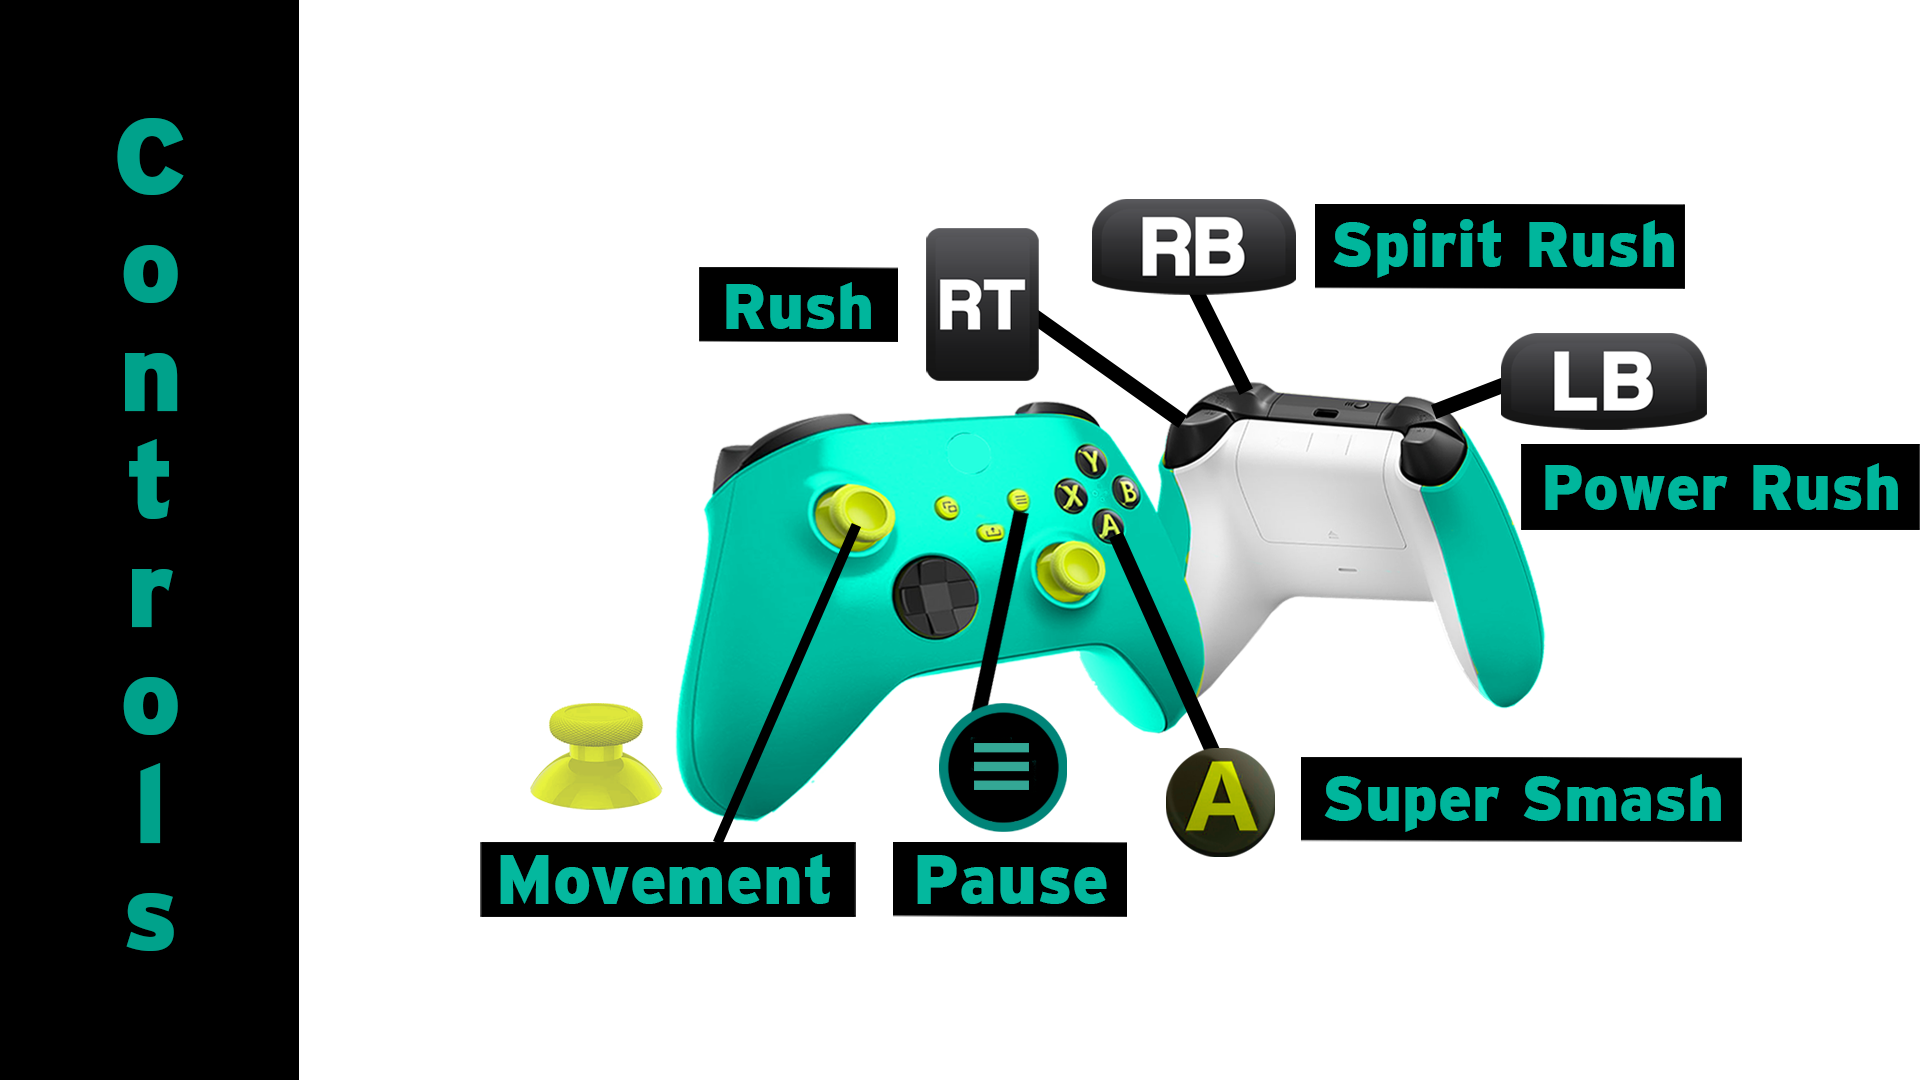 Controls
RB
Spirit Rush
Rush
RT
LB
Power Rush
Y
X
B
A
A
Super Smash
Movement
Pause